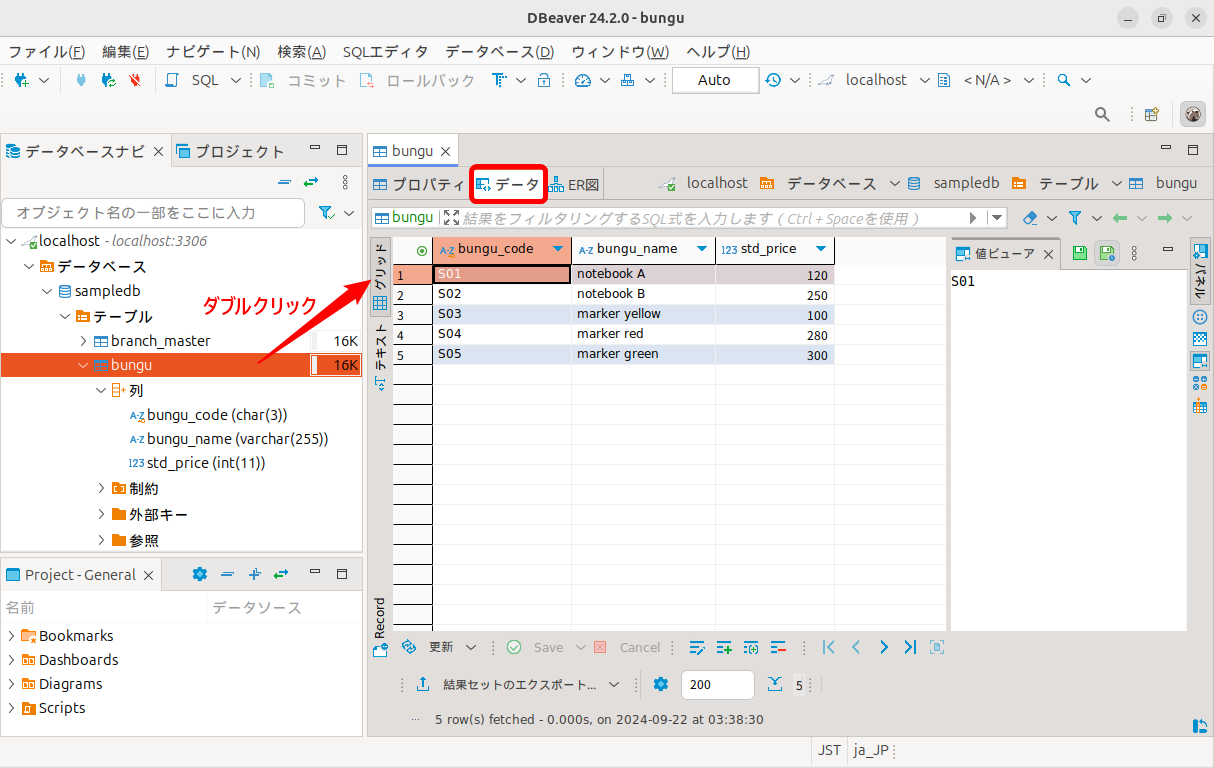 DBeaver 24.2.0 - bungu
ファイル(F) 編集(E) ナビゲート(N) 検索(A) SQLエディタ データベース(D) ウィンドウ(W) ヘルプ(H)
SQL コミット ロールバック Auto localhost < N/A >
データベースナビ プロジェクト
オブジェクト名の一部をここに入力
localhost - localhost:3306
データベース
sampledb
テーブル
branch_master 16K
bungu 16K
列
bungu_code (char(3))
bungu_name (varchar(255))
std_price (int(11))
制約
外部キー
参照
ダブルクリック
Project - General
名前 データソース
Bookmarks
Dashboards
Diagrams
Scripts
bungu
プロパティ データ ER図 localhost データベース sampledb テーブル bungu
bungu 結果をフィルタリングするSQL式を入力します ( Ctrl + Spaceを使用 )
グリッド
テキスト
Record
bungu_code bungu_name 123 std_price
1 S01 notebook A 120
2 S02 notebook B 250
3 S03 marker yellow 100
4 S04 marker red 280
5 S05 marker green 300
値ビューア
S01
パネル
更新 Save Cancel
結果セットのエクスポート... 200 5
5 row(s) fetched - 0.000s, on 2024-09-22 at 03:38:30
JST ja_JP